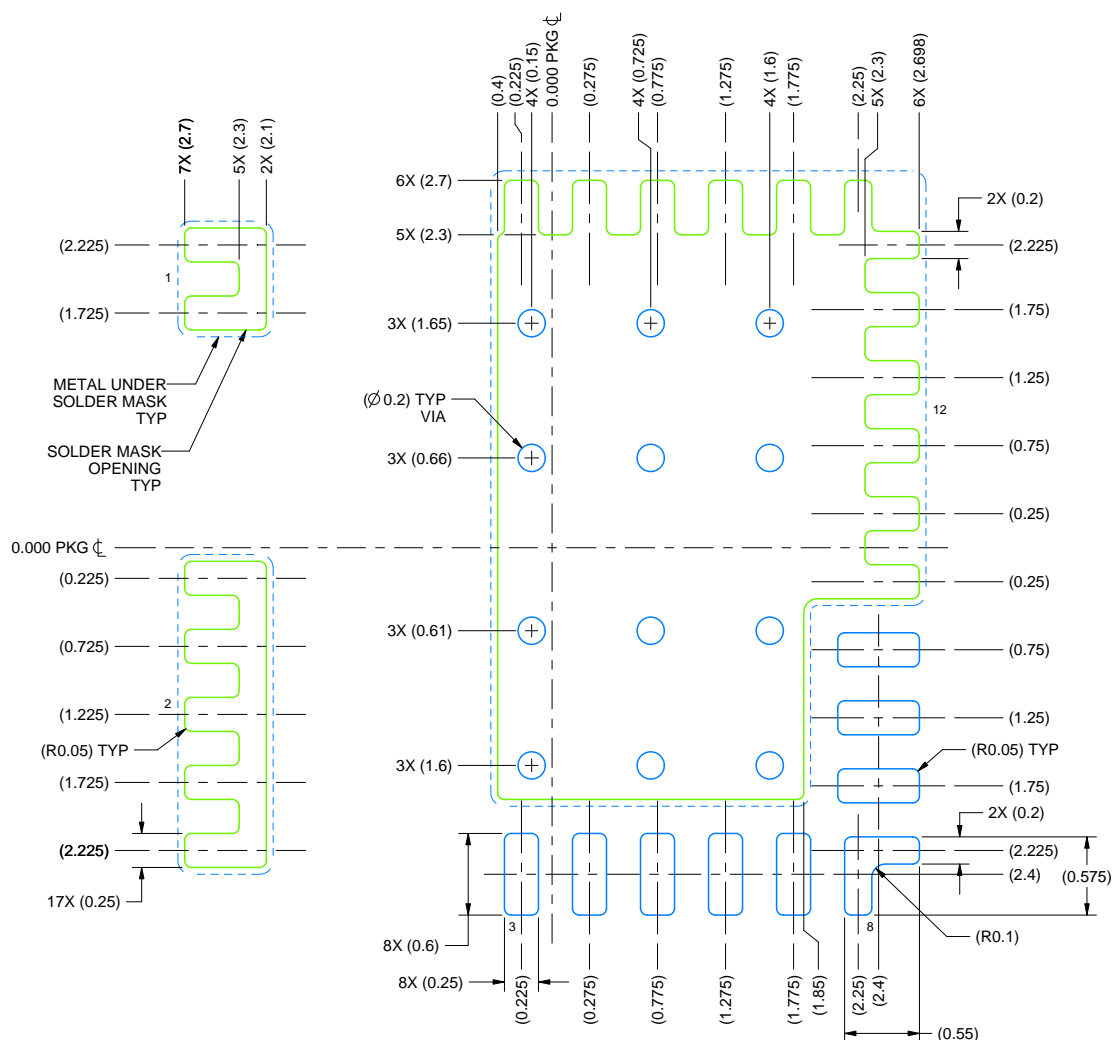 7X (2.7)
5X (2.3)
2X (2.1)
(0.4)
(0.225)
4X (0.15)
0.000 PKG ℄
(0.275)
4X (0.725)
(0.775)
(1.275)
4X (1.6)
(1.775)
(2.25)
5X (2.3)
6X (2.698)
6X (2.7)
5X (2.3)
2X (0.2)
(2.225)
(2.225)
1
(1.725)
(1.75)
3X (1.65)
METAL UNDER
SOLDER MASK
TYP
(1.25)
(Ø 0.2) TYP
VIA
12
SOLDER MASK
OPENING
TYP
3X (0.66)
(0.75)
(0.25)
0.000 PKG ℄
(0.225)
(0.25)
3X (0.61)
(0.725)
(0.75)
2
(1.225)
(1.25)
(R0.05) TYP
(R0.05) TYP
3X (1.6)
(1.725)
(1.75)
2X (0.2)
(2.225)
(2.225)
(2.4)
(0.575)
17X (0.25)
3
8
(R0.1)
8X (0.6)
8X (0.25)
(0.225)
(0.275)
(0.775)
(1.275)
(1.775)
(1.85)
(2.25)
(2.4)
(0.55)